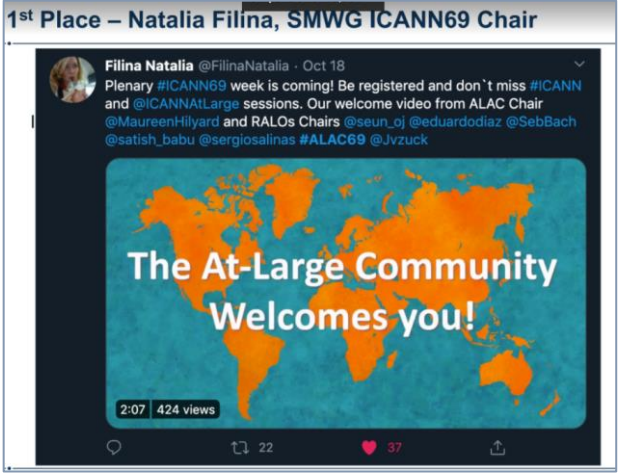 1st Place – Natalia Filina, SMWG ICANN69 Chair
Filina Natalia @FilinaNatalia · Oct 18
Plenary #ICANN69 week is coming! Be registered and don`t miss #ICANN
and @ICANNAtLarge sessions. Our welcome video from ALAC Chair
@MaureenHilyard and RALOs Chairs @seun_oj @eduardodiaz @SebBach
@satish_babu @sergiosalinas #ALAC69 @Jvzuck
The At-Large Community
Welcomes you!
2:07 424 views
22 37